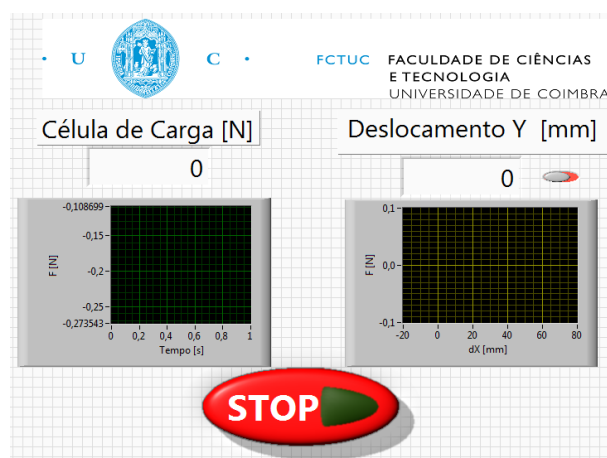 · U C ·
FCTUC FACULDADE DE CIÊNCIAS
E TECNOLOGIA
UNIVERSIDADE DE COIMBRA
Célula de Carga [N]
0
Deslocamento Y [mm]
0
-0,108699
-0,15
-0,2
-0,25
-0,273543
F [N]
0 0,2 0,4 0,6 0,8 1
Tempo [s]
0,1
0,0
-0,1
F [N]
-20 0 20 40 60 80
dX [mm]
STOP